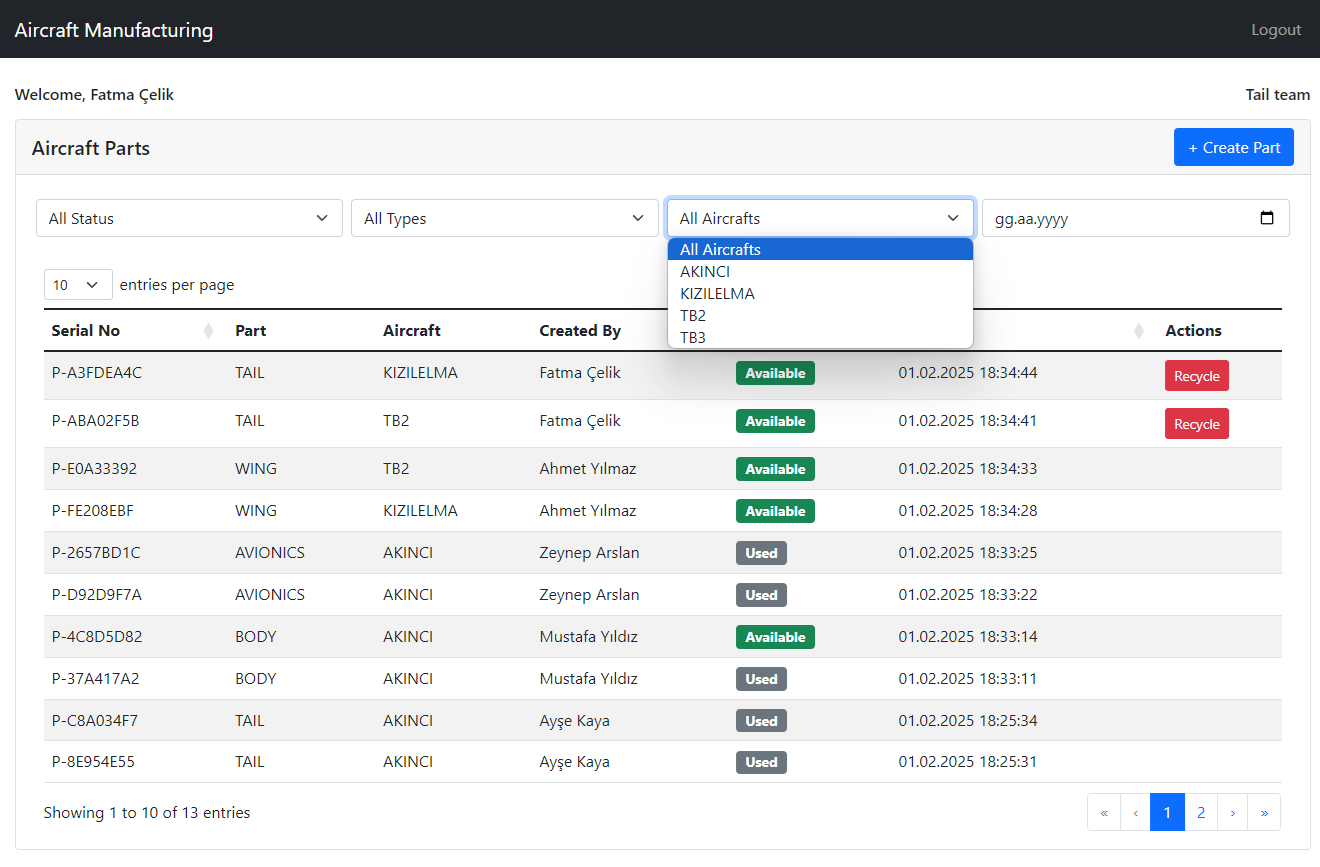 Aircraft Manufacturing Logout
Welcome, Fatma Çelik Tail team
Aircraft Parts + Create Part
All Status All Types All Aircrafts gg.aa.yyyy
All Aircrafts
AKINCI
KIZILELMA
TB2
TB3
10 entries per page
Serial No Part Aircraft Created By Actions
P-A3FDEA4C TAIL KIZILELMA Fatma Çelik Available 01.02.2025 18:34:44 Recycle
P-ABA02F5B TAIL TB2 Fatma Çelik Available 01.02.2025 18:34:41 Recycle
P-E0A33392 WING TB2 Ahmet Yılmaz Available 01.02.2025 18:34:33
P-FE208EBF WING KIZILELMA Ahmet Yılmaz Available 01.02.2025 18:34:28
P-2657BD1C AVIONICS AKINCI Zeynep Arslan Used 01.02.2025 18:33:25
P-D92D9F7A AVIONICS AKINCI Zeynep Arslan Used 01.02.2025 18:33:22
P-4C8D5D82 BODY AKINCI Mustafa Yıldız Available 01.02.2025 18:33:14
P-37A417A2 BODY AKINCI Mustafa Yıldız Used 01.02.2025 18:33:11
P-C8A034F7 TAIL AKINCI Ayşe Kaya Used 01.02.2025 18:25:34
P-8E954E55 TAIL AKINCI Ayşe Kaya Used 01.02.2025 18:25:31
Showing 1 to 10 of 13 entries « ‹ 1 2 › »